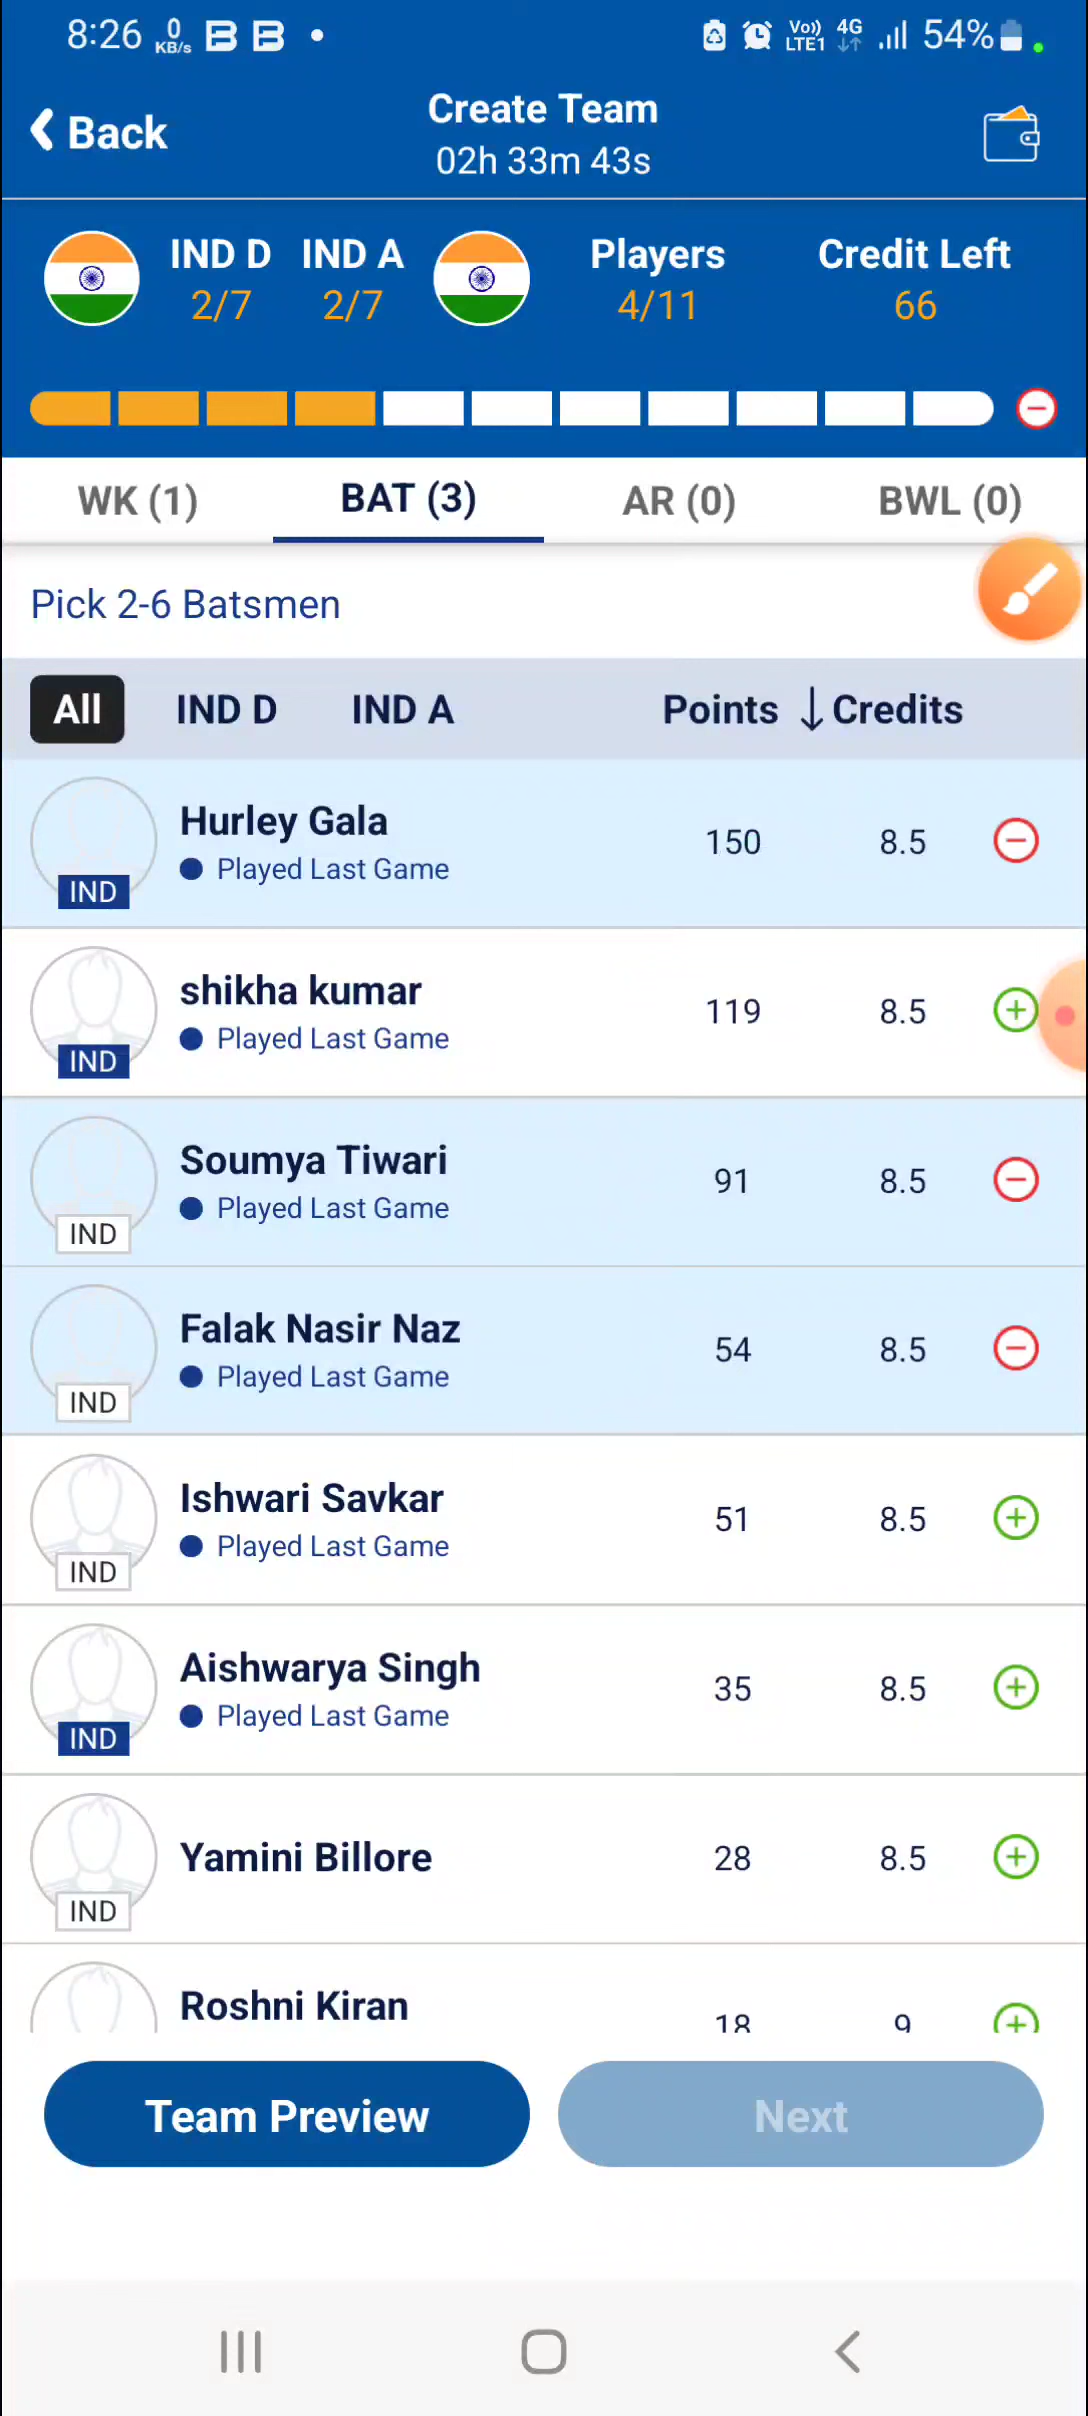 8:26 0 KB/s Vo)) LTE1 4G 54%
Back
Create Team
02h 33m 43s
IND D IND A Players Credit Left
2/7 2/7 4/11 66
WK (1) BAT (3) AR (0) BWL (0)
Pick 2-6 Batsmen
All IND D IND A Points ↓ Credits
Hurley Gala
Played Last Game
150 8.5
IND
shikha kumar
Played Last Game
119 8.5
IND
Soumya Tiwari
Played Last Game
91 8.5
IND
Falak Nasir Naz
Played Last Game
54 8.5
IND
Ishwari Savkar
Played Last Game
51 8.5
IND
Aishwarya Singh
Played Last Game
35 8.5
IND
Yamini Billore
28 8.5
IND
Roshni Kiran
18 9
Team Preview Next